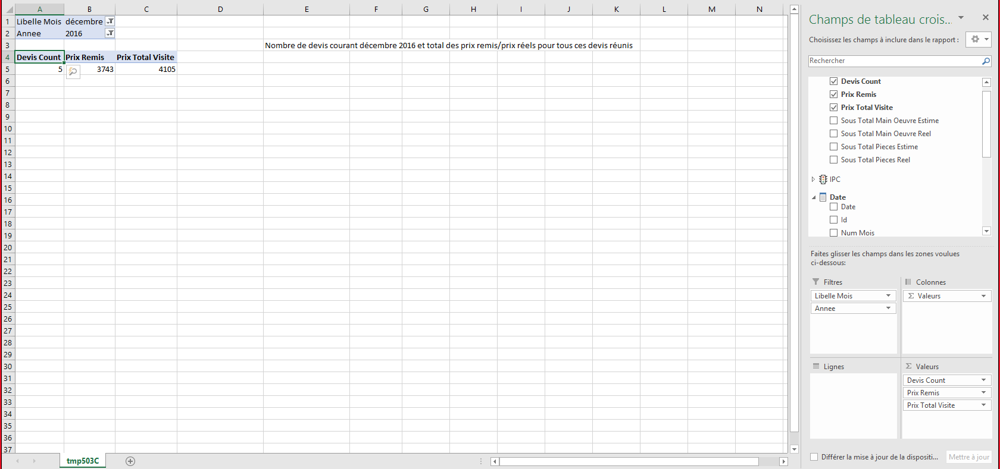 A B C D E F G H I J K L M N
1 Libelle Mois décembre
2 Annee 2016
3 Nombre de devis courant décembre 2016 et total des prix remis/prix réels pour tous ces devis réunis
4 Devis Count Prix Remis Prix Total Visite
5 5 3743 4105
6
7
8
9
10
11
12
13
14
15
16
17
18
19
20
21
22
23
24
25
26
27
28
29
30
31
32
33
34
35
36
37
tmp503C
Champs de tableau crois...
Choisissez les champs à inclure dans le rapport :
Rechercher
Devis Count
Prix Remis
Prix Total Visite
Sous Total Main Oeuvre Estime
Sous Total Main Oeuvre Reel
Sous Total Pieces Estime
Sous Total Pieces Reel
IPC
Date
Date
Id
Num Mois
Faites glisser les champs dans les zones voulues
ci-dessous:
Filtres
Libelle Mois
Annee
Colonnes
Σ Valeurs
Lignes
Σ Valeurs
Devis Count
Prix Remis
Prix Total Visite
Différer la mise à jour de la dispositi...
Mettre à jour